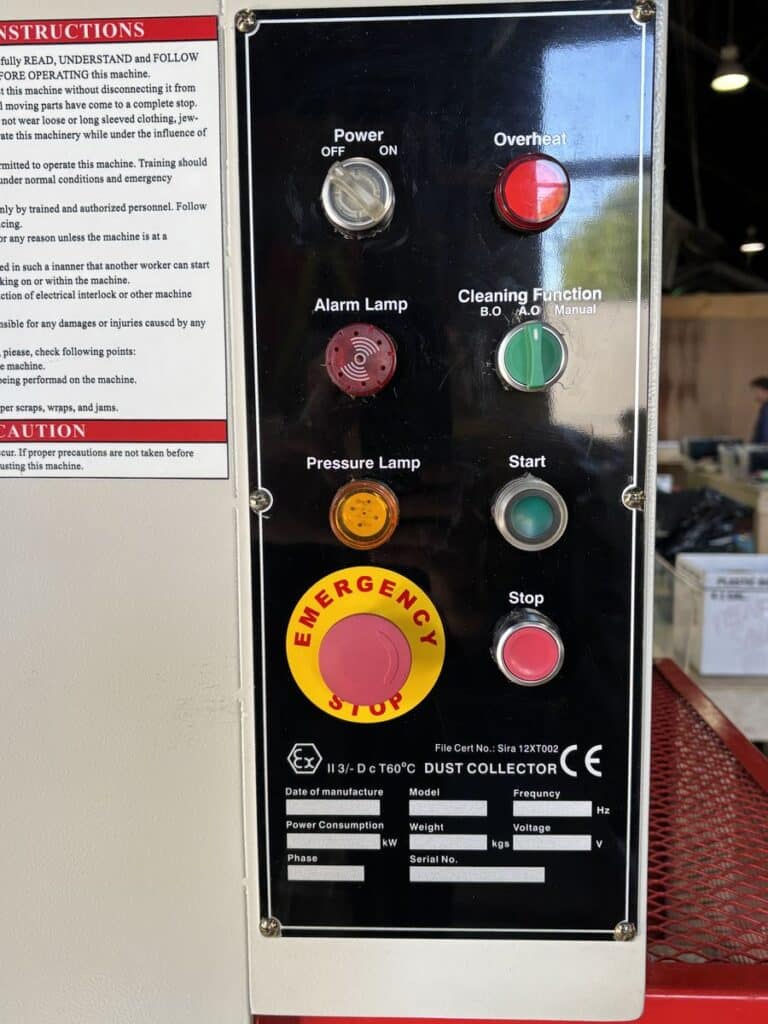 NSTRUCTIONS
fully READ, UNDERSTAND and FOLLOW
FORE OPERATING this machine.
t this machine without disconnecting it from
l moving parts have come to a complete stop.
not wear loose or long sleeved clothing, jew-
rate this machinery while under the influence of
rmitted to operate this machine. Training should
under normal conditions and emergency
nly by trained and authorized personnel. Follow
cing.
or any reason unless the machine is at a
ed in such a inanner that another worker can start
king on or within the machine.
ction of electrical interlock or other machine
nsible for any damages or injuries causcd by any
, piease, check following points:
e machine.
being performad on the machine.
per scraps, wraps, and jams.
CAUTION
cur. If proper precautions are not taken before
usting this machine.
Power
OFF ON
Overheat
Alarm Lamp
Cleaning Function
B.O A.O Manual
Pressure Lamp
Start
EMERGENCY
STOP
Stop
File Cert No.: Sira 12XT002
Ex II 3/- D c T60°C DUST COLLECTOR CE
Date of manufacture Model Frequncy
Hz
Power Consumption Weight Voltage
kW kgs V
Phase Serial No.